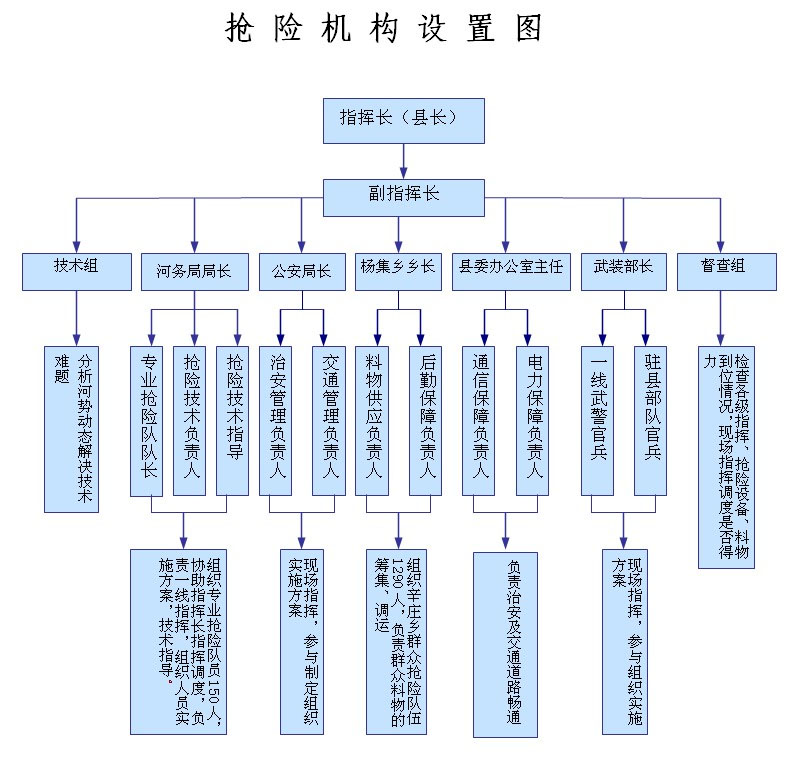 抢险机构设置图
指挥长（县长）
副指挥长
技术组
河务局局长
公安局长
杨集乡乡长
县委办公室主任
武装部长
督查组
分析河势动态解决技术
难题
专业抢险队队长
抢险技术负责人
抢险技术指导
治安管理负责人
交通管理负责人
料物供应负责人
后勤保障负责人
通信保障负责人
电力保障负责人
一线武警官兵
驻县部队官兵
检查各级指挥、抢险设备、料物
到位情况，现场指挥调度是否得
力
组织专业抢险队员150人，
协助指挥长指挥调度，负
责一线指挥，组织人员实
施方案，技术指导。
现场指挥，参与制定组织
实施方案
组织辛庄乡群众抢险队伍
1290人，负责群众料物的
筹集、调运
负责治安及交通道路畅通
现场指挥，参与组织实施
方案